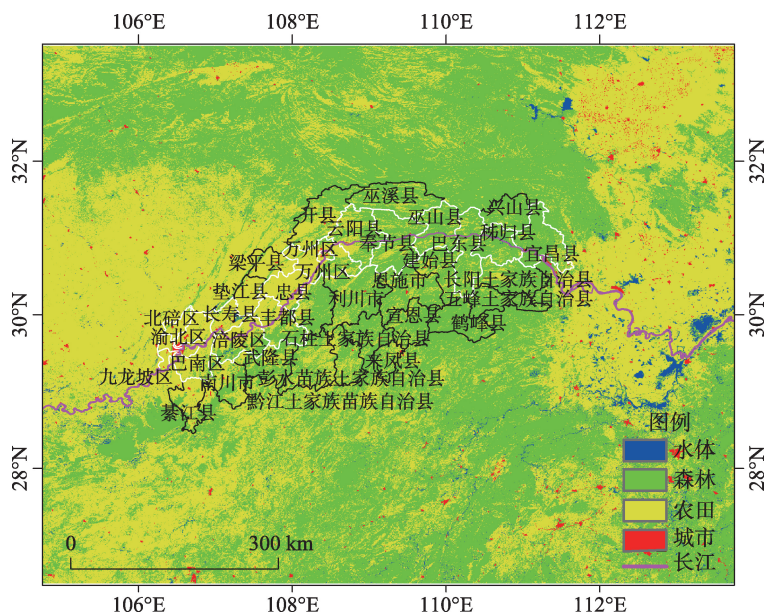 106°E 108°E 110°E 112°E
32°N 32°N
巫溪县
开县
兴山县
云阳县
巫山县
秭归县
万州区
奉节县
巴东县
宜昌县
梁平县
建始县
万州区
恩施市
长阳土家族自治县
垫江县
忠县
利川市
五峰土家族自治县
30°N 30°N
北碚区
长寿县
丰都县
宣恩县
鹤峰县
渝北区
涪陵区
石柱土家族自治县
巴南区
武隆县
来凤县
九龙坡区
南川市
彭水苗族土家族自治县
黔江土家族苗族自治县
綦江县
28°N 28°N
图例
水体
森林
农田
城市
长江
0 300 km
106°E 108°E 110°E 112°E